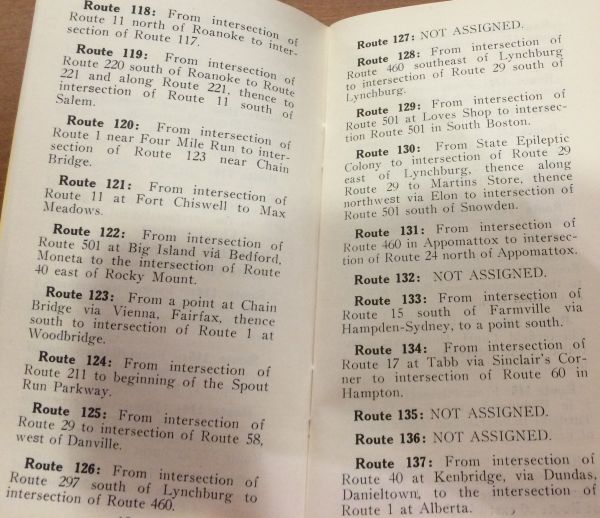 Route 118: From intersection of
Route 11 north of Roanoke to inter-
section of Route 117.
Route 119: From intersection of
Route 220 south of Roanoke to Route
221 and along Route 221, thence to
intersection of Route 11 south of
Salem.
Route 120: From intersection of
Route 1 near Four Mile Run to inter-
section of Route 123 near Chain
Bridge.
Route 121: From intersection of
Route 11 at Fort Chiswell to Max
Meadows.
Route 122: From intersection of
Route 501 at Big Island via Bedford,
Moneta to the intersection of Route
40 east of Rocky Mount.
Route 123: From a point at Chain
Bridge via Vienna, Fairfax, thence
south to intersection of Route 1 at
Woodbridge.
Route 124: From intersection of
Route 211 to beginning of the Spout
Run Parkway.
Route 125: From intersection of
Route 29 to intersection of Route 58,
west of Danville.
Route 126: From intersection of
Route 297 south of Lynchburg to
intersection of Route 460.
Route 127: NOT ASSIGNED.
Route 128: From intersection of
Route 460 southeast of Lynchburg
to intersection of Route 29 south of
Lynchburg.
Route 129: From intersection of
Route 501 at Loves Shop to intersec-
tion Route 501 in South Boston.
Route 130: From State Epileptic
Colony to intersection of Route 29
east of Lynchburg, thence along
Route 29 to Martins Store, thence
northwest via Elon to intersection of
Route 501 south of Snowden.
Route 131: From intersection of
Route 460 in Appomattox to intersec-
tion of Route 24 north of Appomattox.
Route 132: NOT ASSIGNED.
Route 133: From intersection of
Route 15 south of Farmville via
Hampden-Sydney, to a point south.
Route 134: From intersection of
Route 17 at Tabb via Sinclair's Cor-
ner to intersection of Route 60 in
Hampton.
Route 135: NOT ASSIGNED.
Route 136: NOT ASSIGNED.
Route 137: From intersection of
Route 40 at Kenbridge, via Dundas,
Danieltown, to the intersection of
Route 1 at Alberta.